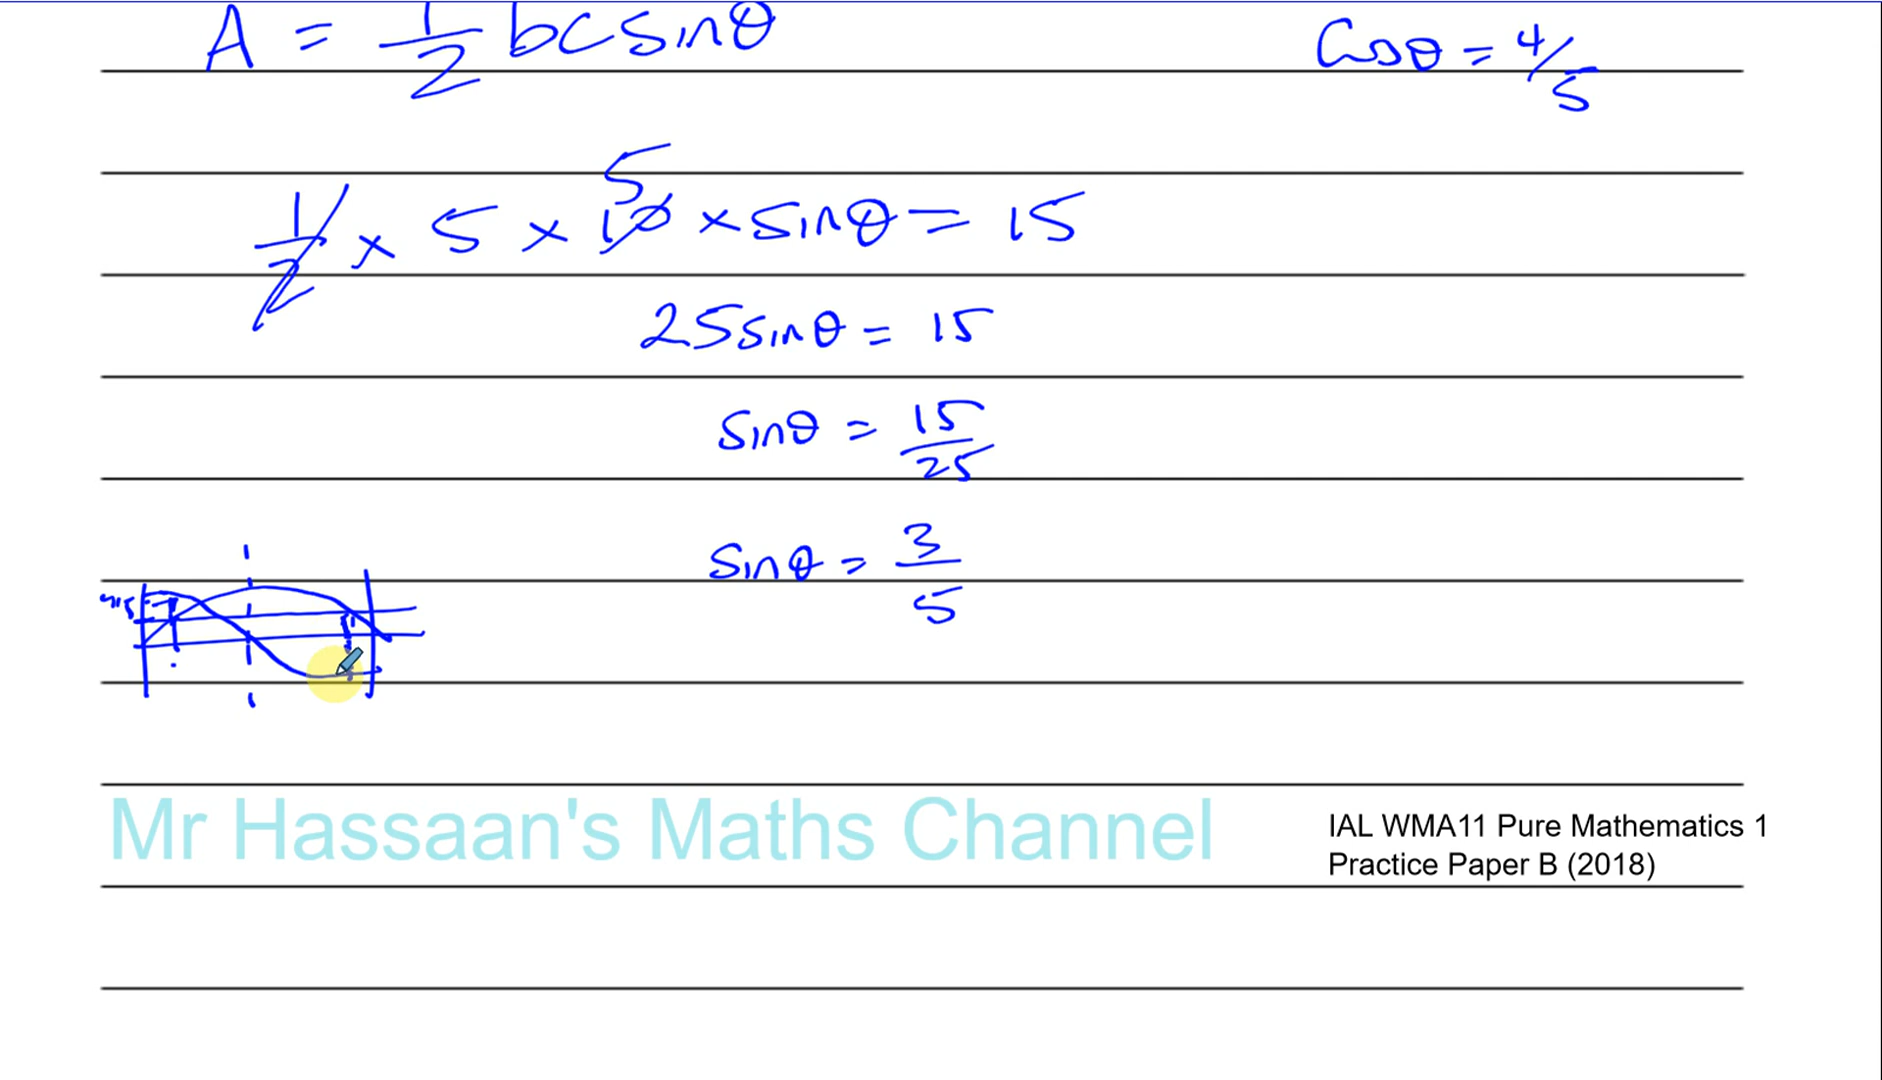 A = 1/2 bc sinθ
Cosθ = 4/5
1/2 × 5 × 10 × sinθ = 15
5
25 sinθ = 15
sinθ = 15/25
sinθ = 3/5
Mr Hassaan's Maths Channel
IAL WMA11 Pure Mathematics 1
Practice Paper B (2018)